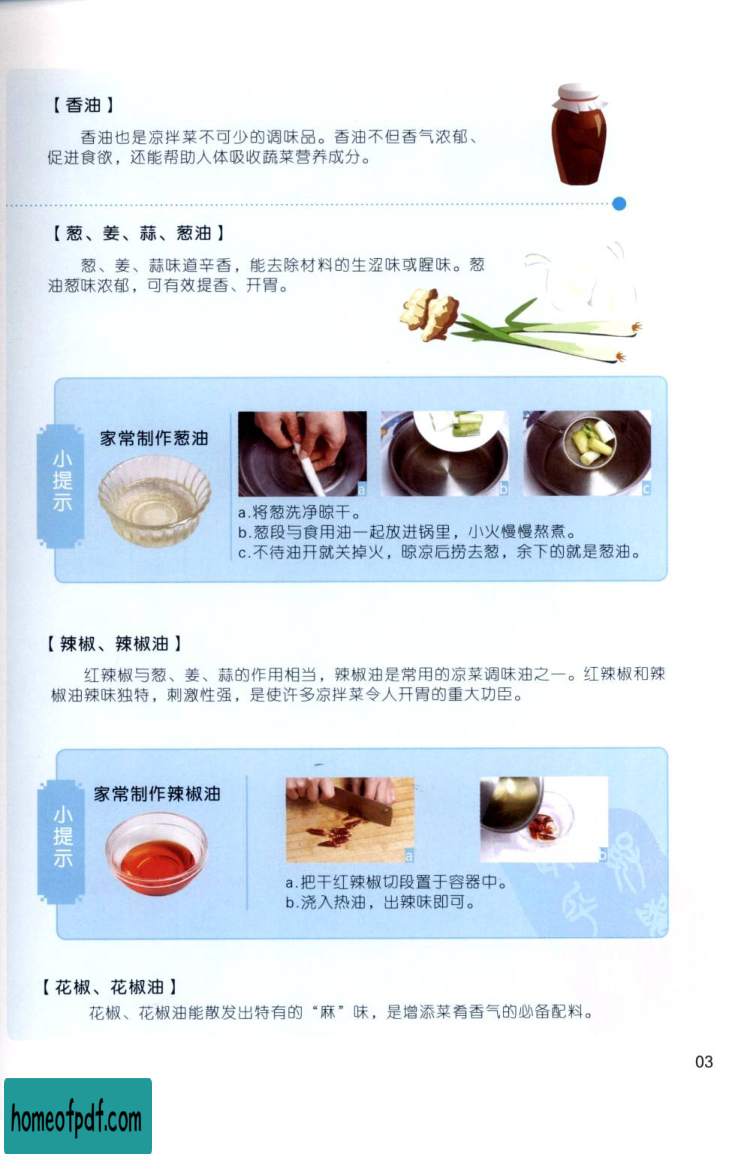 【香油】
香油也是凉拌菜不可少的调味品。香油不但香气浓郁、
促进食欲，还能帮助人体吸收蔬菜营养成分。
【葱、姜、蒜、葱油】
葱、姜、蒜味道辛香，能去除材料的生涩味或腥味。葱
油葱味浓郁，可有效提香、开胃。
小提示
家常制作葱油
a
b
c
a.将葱洗净晾干。
b.葱段与食用油一起放进锅里，小火慢慢熬煮。
c.不待油开就关掉火，晾凉后捞去葱，余下的就是葱油。
【辣椒、辣椒油】
红辣椒与葱、姜、蒜的作用相当，辣椒油是常用的凉菜调味油之一。红辣椒和辣
椒油辣味独特，刺激性强，是使许多凉拌菜令人开胃的重大功臣。
小提示
家常制作辣椒油
a
b
a.把干红辣椒切段置于容器中。
b.浇入热油，出辣味即可。
【花椒、花椒油】
花椒、花椒油能散发出特有的“麻”味，是增添菜肴香气的必备配料。
03
homeofpdf.com